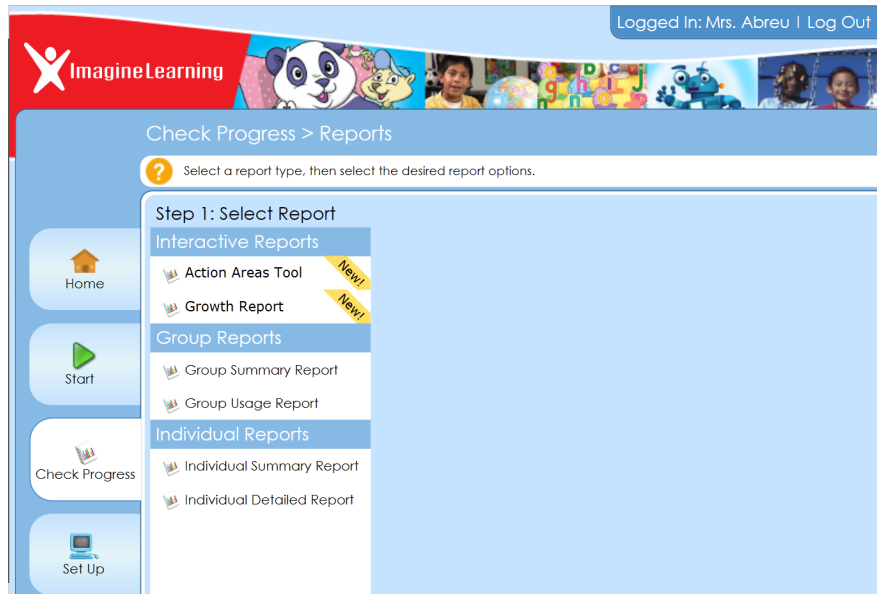 Logged In: Mrs. Abreu | Log Out
Imagine Learning
Check Progress > Reports
? Select a report type, then select the desired report options.
Step 1: Select Report
Interactive Reports
Action Areas Tool New!
Growth Report New!
Group Reports
Group Summary Report
Group Usage Report
Individual Reports
Individual Summary Report
Individual Detailed Report
Home
Start
Check Progress
Set Up